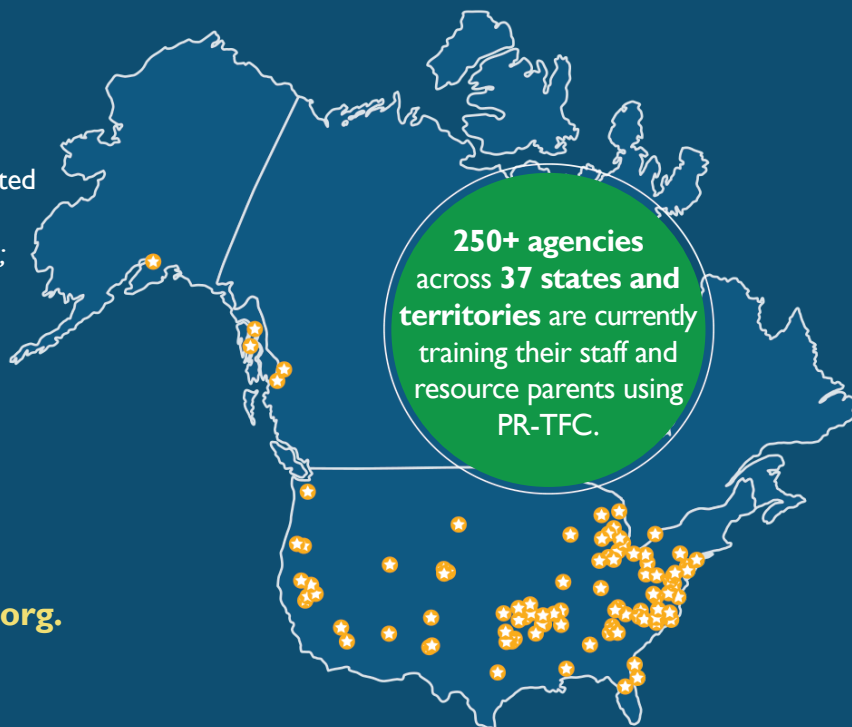 ted
;
250+ agencies
across 37 states and
territories are currently
training their staff and
resource parents using
PR-TFC.
org.